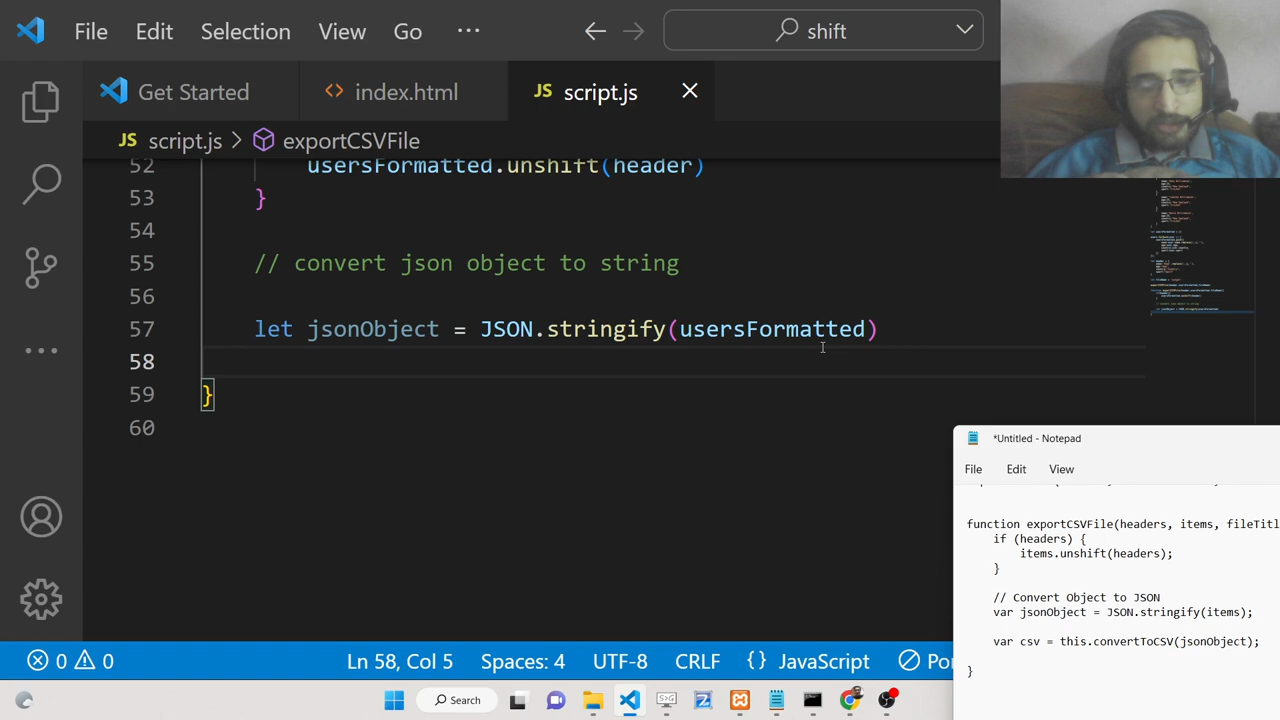 File Edit Selection View Go ... shift
Get Started index.html JS script.js
JS script.js > exportCSVFile
52 usersFormatted.unshift(header)
53 }
54
55 // convert json object to string
56
57 let jsonObject = JSON.stringify(usersFormatted)
58
59 }
60
*Untitled - Notepad
File Edit View
function exportCSVFile(headers, items, fileTitl
if (headers) {
items.unshift(headers);
}
// Convert Object to JSON
var jsonObject = JSON.stringify(items);
var csv = this.convertToCSV(jsonObject);
}
0 0 Ln 58, Col 5 Spaces: 4 UTF-8 CRLF {} JavaScript Po
Search